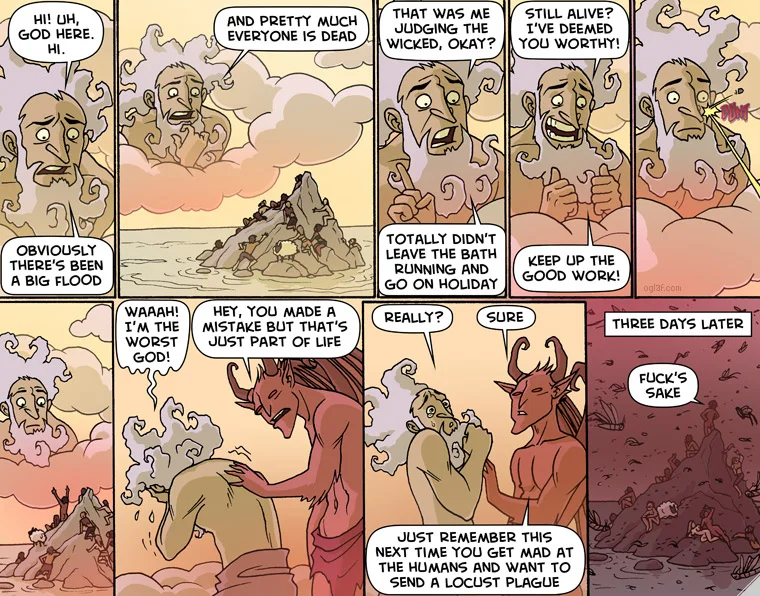 HI! UH,
GOD HERE.
HI.
OBVIOUSLY
THERE'S BEEN
A BIG FLOOD
AND PRETTY MUCH
EVERYONE IS DEAD
THAT WAS ME
JUDGING THE
WICKED, OKAY?
TOTALLY DIDN'T
LEAVE THE BATH
RUNNING AND
GO ON HOLIDAY
STILL ALIVE?
I'VE DEEMED
YOU WORTHY!
KEEP UP THE
GOOD WORK!
oglaf.com
WAAAH!
I'M THE
WORST
GOD!
HEY, YOU MADE A
MISTAKE BUT THAT'S
JUST PART OF LIFE
REALLY?
SURE
JUST REMEMBER THIS
NEXT TIME YOU GET MAD AT
THE HUMANS AND WANT TO
SEND A LOCUST PLAGUE
THREE DAYS LATER
FUCK'S
SAKE